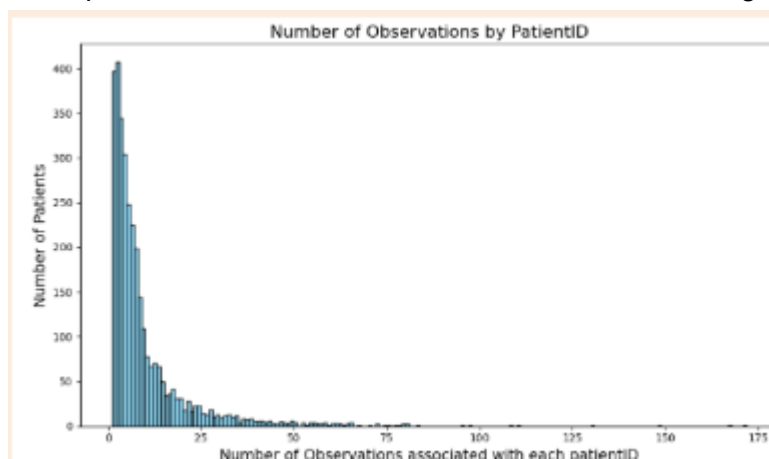 Number of Observations by PatientID
400
350
300
250
200
150
100
50
0
Number of Patients
0 25 50 75 100 125 150 175
Number of Observations associated with each patientID